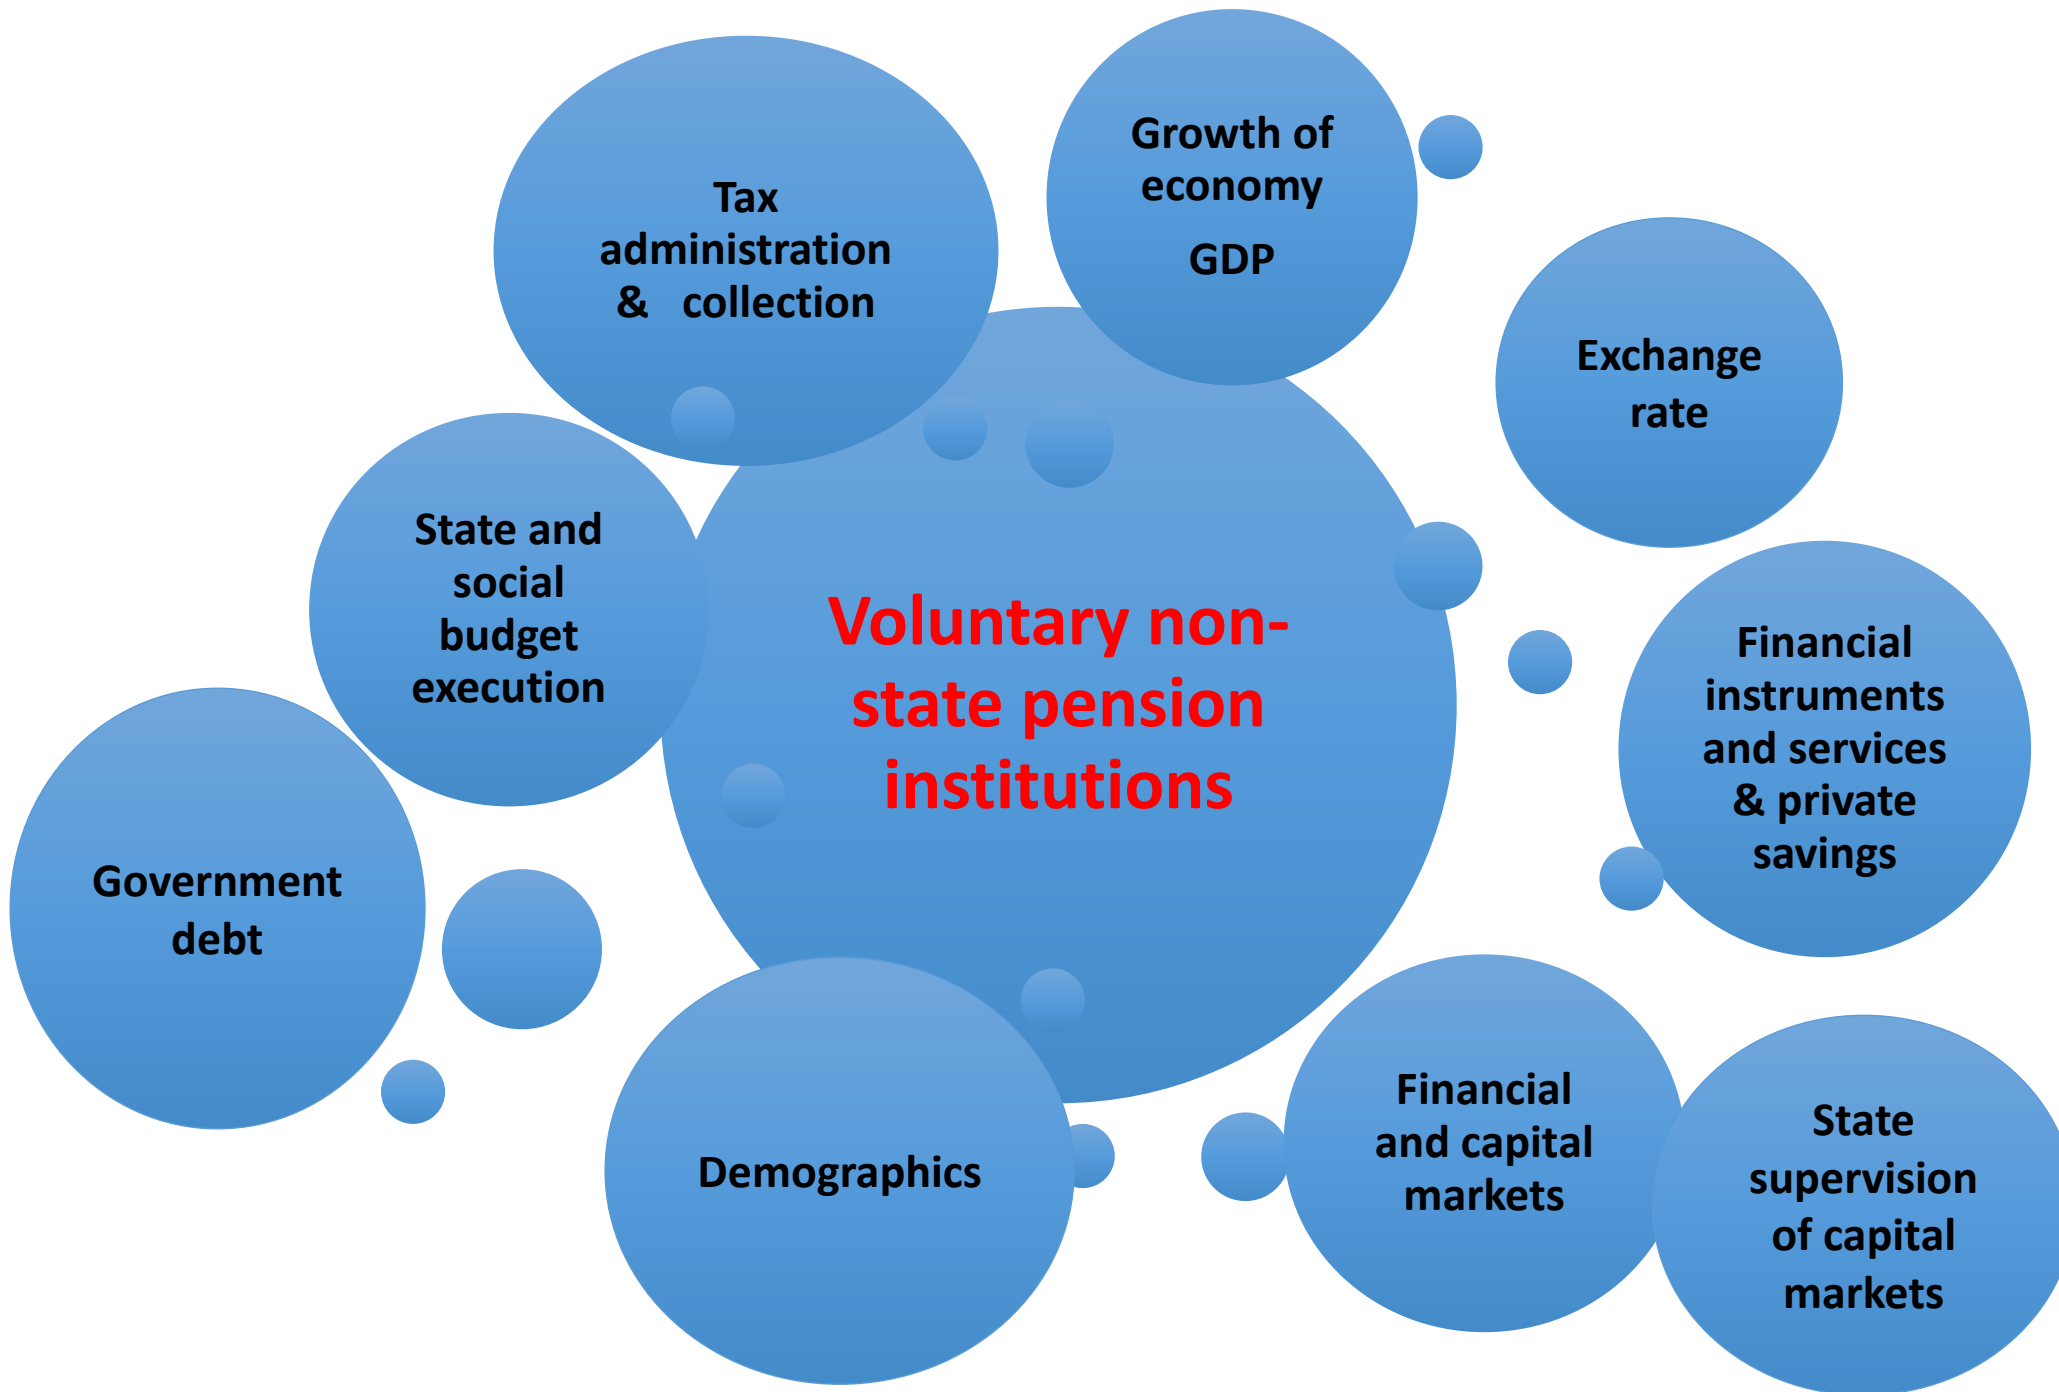 Tax
administration
& collection
Growth of
economy
GDP
Exchange
rate
State and
social
budget
execution
Voluntary non-
state pension
institutions
Financial
instruments
and services
& private
savings
Government
debt
Demographics
Financial
and capital
markets
State
supervision
of capital
markets